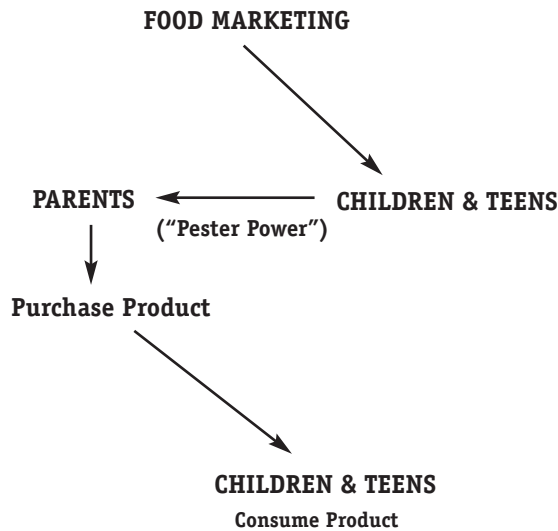 FOOD MARKETING
PARENTS
CHILDREN & TEENS
(“Pester Power”)
Purchase Product
CHILDREN & TEENS
Consume Product